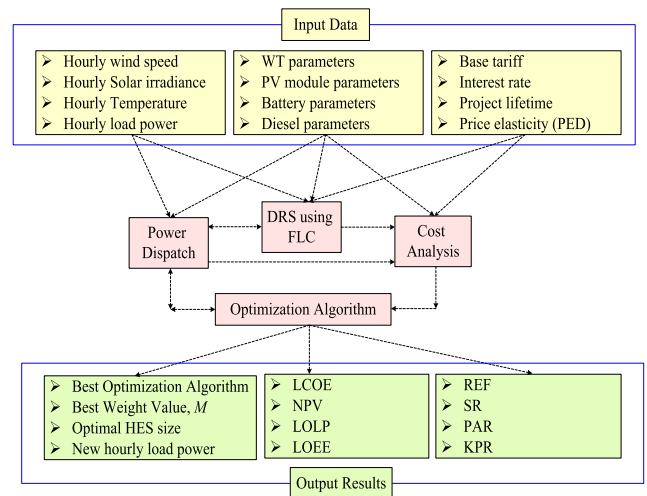 Input Data
➢ Hourly wind speed
➢ Hourly Solar irradiance
➢ Hourly Temperature
➢ Hourly load power
➢ WT parameters
➢ PV module parameters
➢ Battery parameters
➢ Diesel parameters
➢ Base tariff
➢ Interest rate
➢ Project lifetime
➢ Price elasticity (PED)
Power
Dispatch
DRS using
FLC
Cost
Analysis
Optimization Algorithm
➢ Best Optimization Algorithm
➢ Best Weight Value, M
➢ Optimal HES size
➢ New hourly load power
➢ LCOE
➢ NPV
➢ LOLP
➢ LOEE
➢ REF
➢ SR
➢ PAR
➢ KPR
Output Results